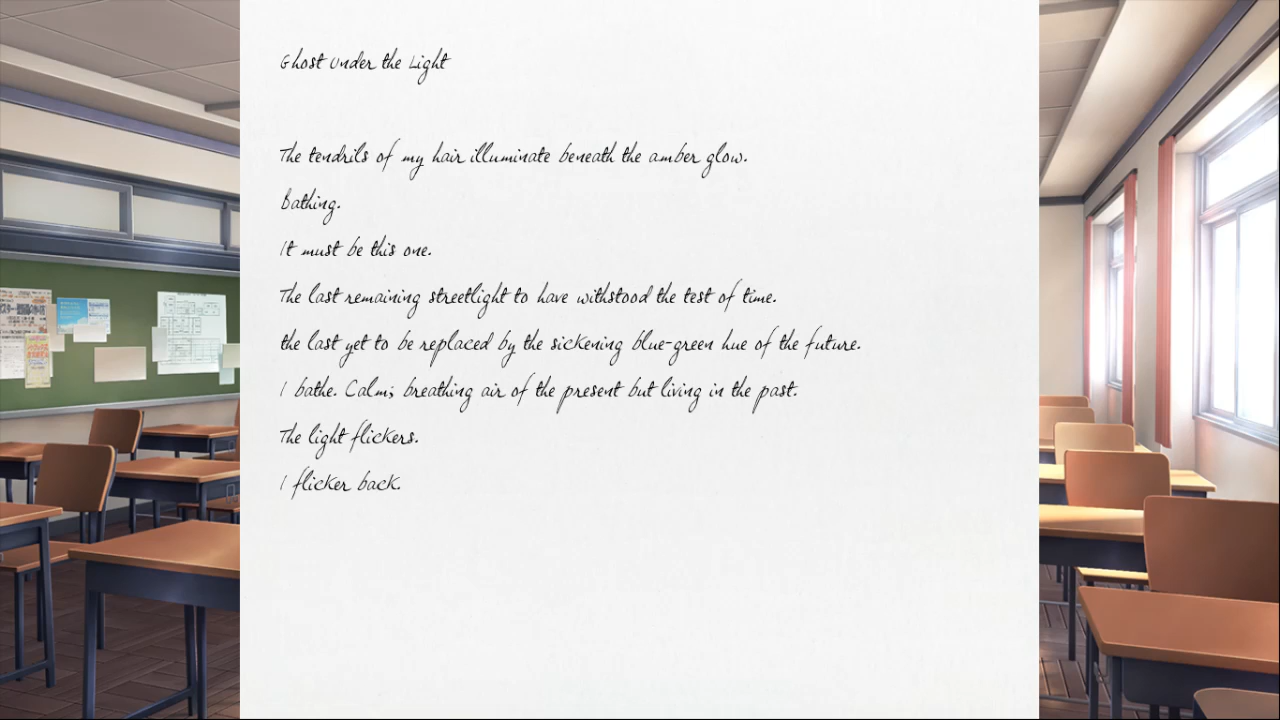 Ghost Under the Light
The tendrils of my hair illuminate beneath the amber glow.
Bathing.
It must be this one.
The last remaining streetlight to have withstood the test of time.
the last yet to be replaced by the sickening blue-green hue of the future.
I bathe. Calm; breathing air of the present but living in the past.
The light flickers.
I flicker back.